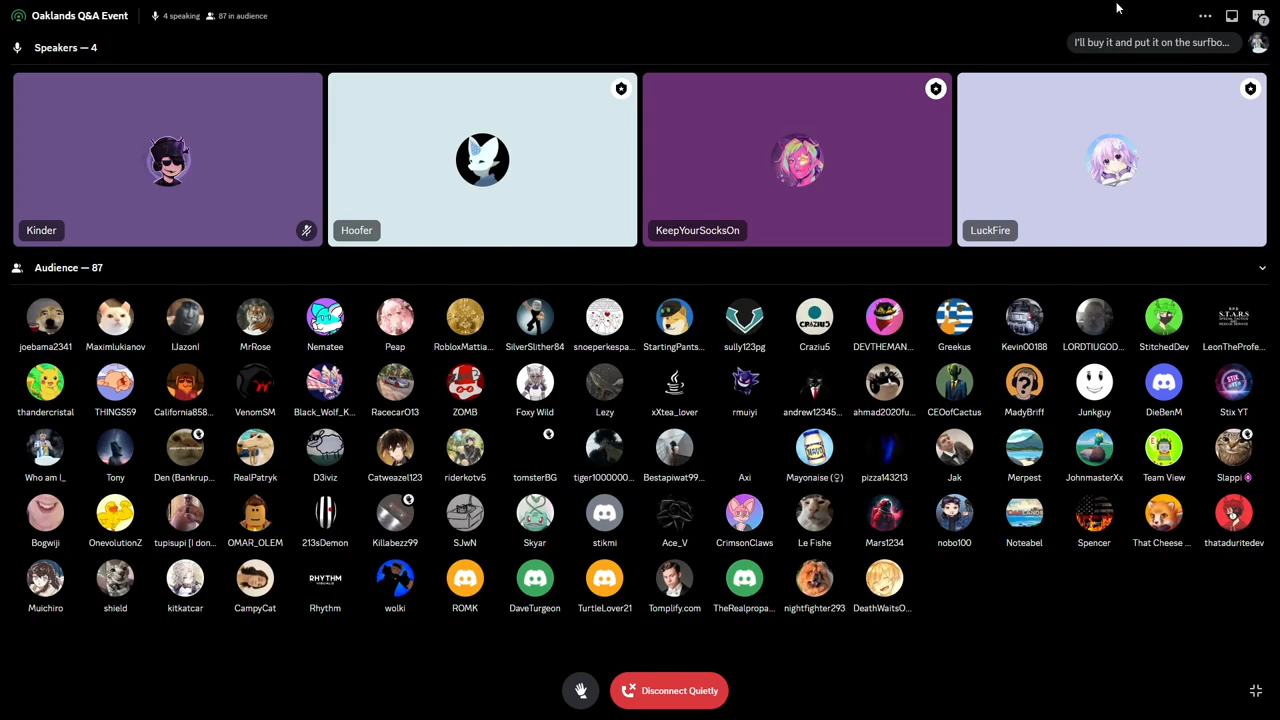 Oaklands Q&A Event
4 speaking
87 in audience
7
I'll buy it and put it on the surfbo...
Speakers — 4
Kinder
Hoofer
KeepYourSocksOn
LuckFire
Audience — 87
joebama2341 Maximlukianov IJazonI MrRose Nematee Peap RobloxMattia... SilverSlither84 snoeperkespa... StartingPants... sully123pg Craziu5 DEVTHEMAN... Greekus Kevin00188 LORDTIUGOD... StitchedDev LeonTheProfe...
thandercristal THINGS59 California858... VenomSM Black_Wolf_K... RacecarO13 ZOMB Foxy Wild Lezy xXtea_lover rmuiyi andrew12345... ahmad2020fu... CEOofCactus MadyBriff Junkguy DieBenM Stix YT
Who am I_ Tony Den (Bankrup... RealPatryk D3iviz Catweazel123 riderkotv5 tomsterBG tiger1000000... Bestapiwat99... Axi Mayonaise (♀) pizza143213 Jak Merpest JohnmasterXx Team View Slappi
Bogwiji OnevolutionZ tupisupi [I don... OMAR_OLEM 213sDemon Killabezz99 SJwN Skyar stikmi Ace_V CrimsonClaws Le Fishe Mars1234 nobo100 Noteabel Spencer That Cheese ... thataduritedev
RHYTHM
Muichiro shield kitkatcar CampyCat Rhythm wolki ROMK DaveTurgeon TurtleLover21 Tomplify.com TheRealpropa... nightfighter293 DeathWaitsO...
Disconnect Quietly